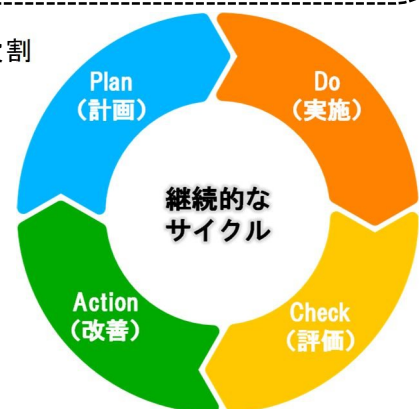 割
Plan
（計画）
Do
（実施）
継続的な
サイクル
Action
（改善）
Check
（評価）